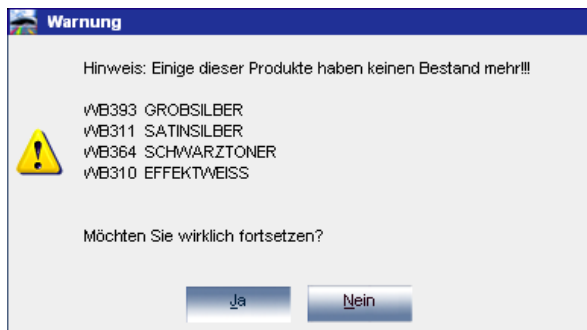 Warnung
Hinweis: Einige dieser Produkte haben keinen Bestand mehr!!!
WB393 GROBSILBER
WB311 SATINSILBER
WB364 SCHWARZTONER
WB310 EFFEKTWEISS
Möchten Sie wirklich fortsetzen?
Ja
Nein